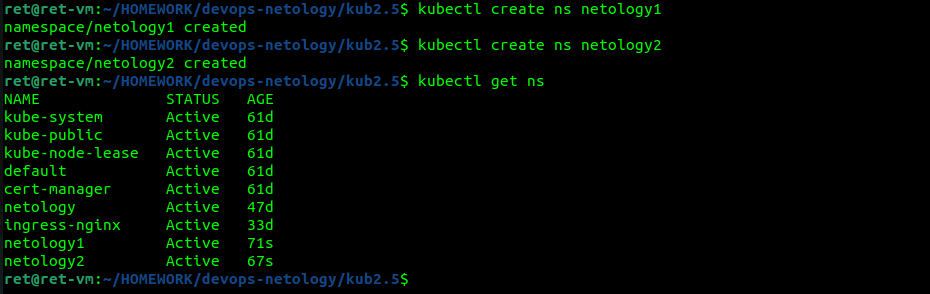 ret@ret-vm:~/HOMEWORK/devops-netology/kub2.5$ kubectl create ns netology1
namespace/netology1 created
ret@ret-vm:~/HOMEWORK/devops-netology/kub2.5$ kubectl create ns netology2
namespace/netology2 created
ret@ret-vm:~/HOMEWORK/devops-netology/kub2.5$ kubectl get ns
NAME              STATUS   AGE
kube-system       Active   61d
kube-public       Active   61d
kube-node-lease   Active   61d
default           Active   61d
cert-manager      Active   61d
netology          Active   47d
ingress-nginx     Active   33d
netology1         Active   71s
netology2         Active   67s
ret@ret-vm:~/HOMEWORK/devops-netology/kub2.5$